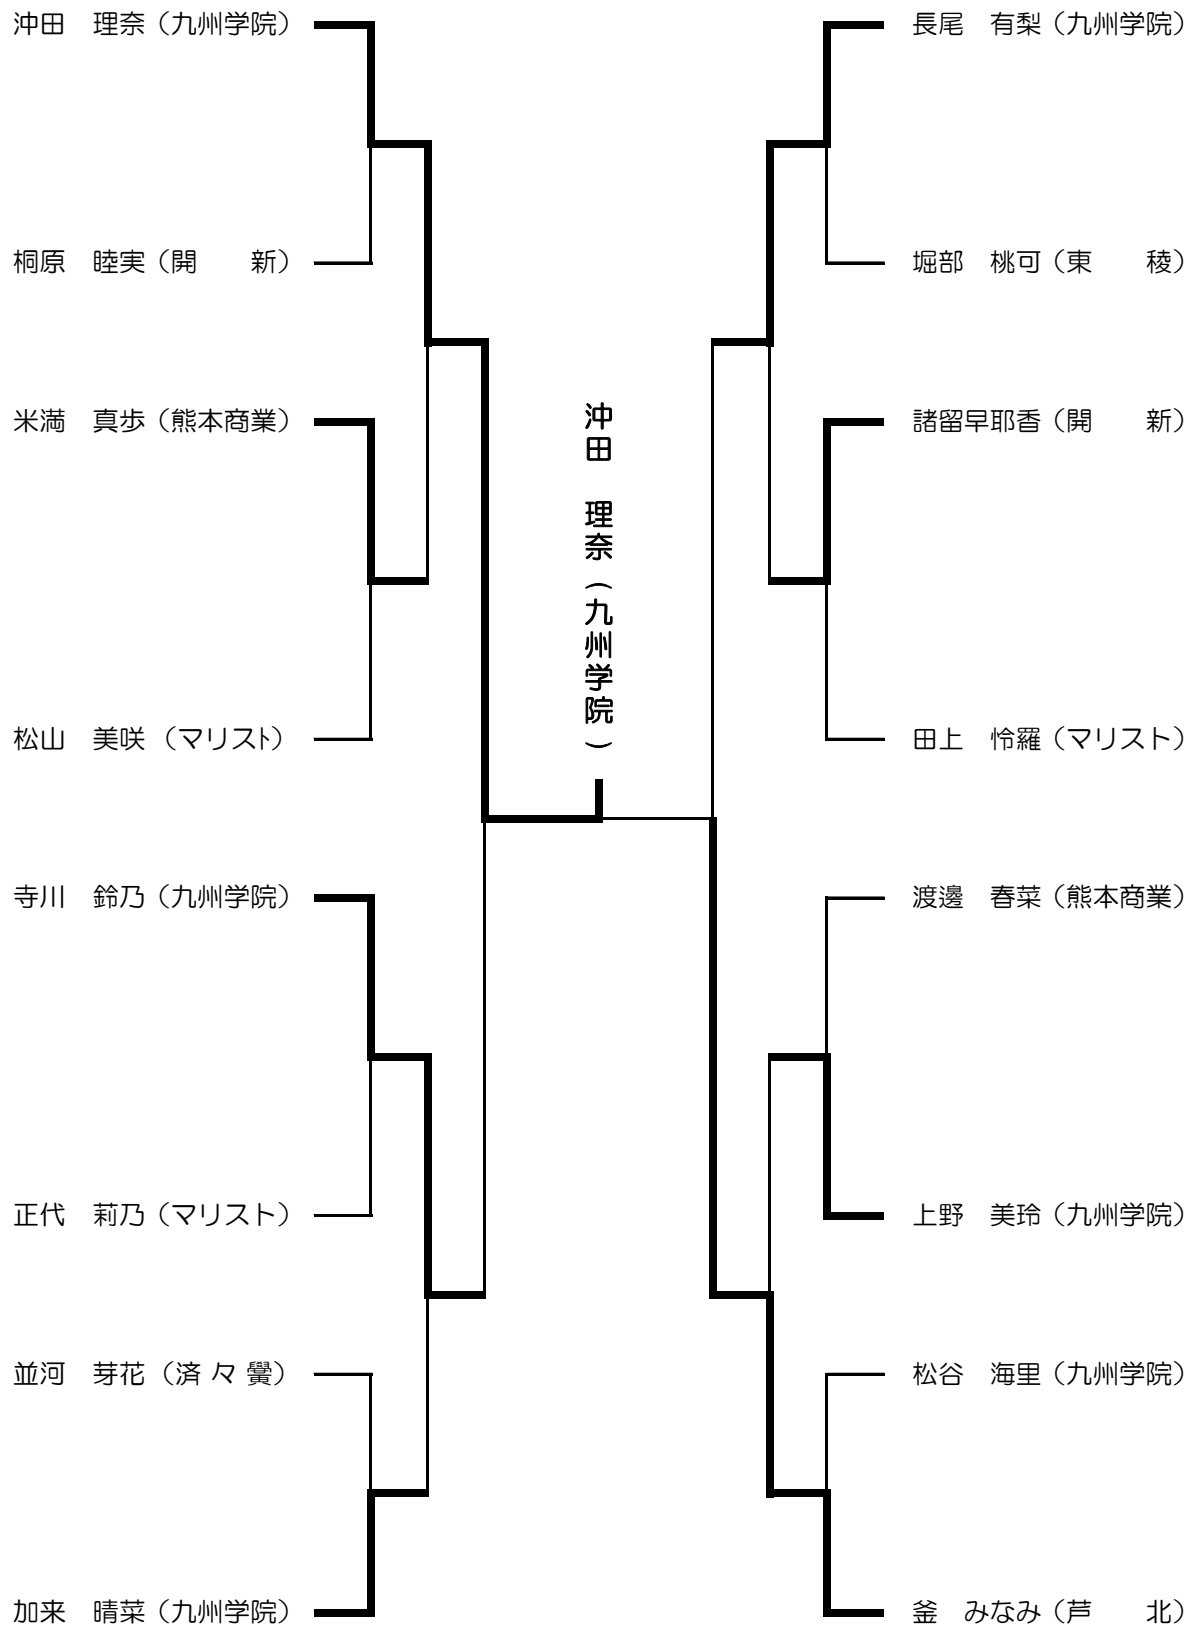 沖田　理奈（九州学院）
桐原　睦実（開　　新）
米満　真歩（熊本商業）
松山　美咲（マリスト）
寺川　鈴乃（九州学院）
正代　莉乃（マリスト）
並河　芽花（済 々 黌）
加来　晴菜（九州学院）
沖田　理奈（九州学院）
長尾　有梨（九州学院）
堀部　桃可（東　　稜）
諸留早耶香（開　　新）
田上　怜羅（マリスト）
渡邊　春菜（熊本商業）
上野　美玲（九州学院）
松谷　海里（九州学院）
釜　みなみ（芦　　北）